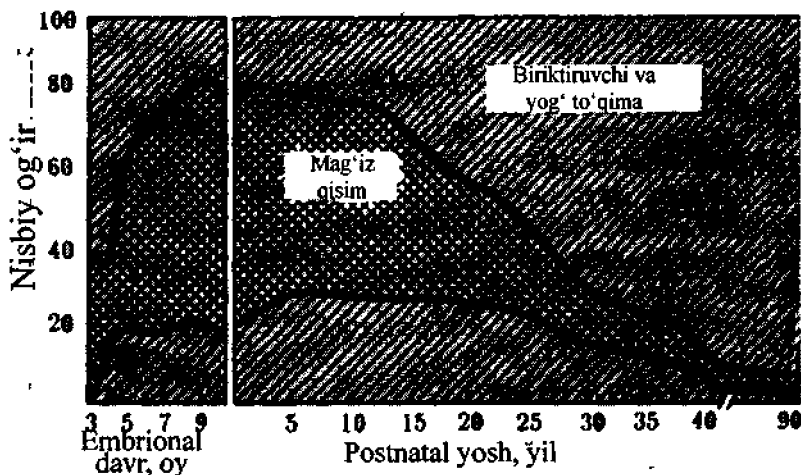 100
80
60
40
20
Nisbiy og‘ir
Biriktiruvchi va
yog‘ to‘qima
Mag‘iz
qisim
3 5 7 9
5 10 15 20 25 30 35 40 90
Embrional
davr, oy
Postnatal yosh, yil